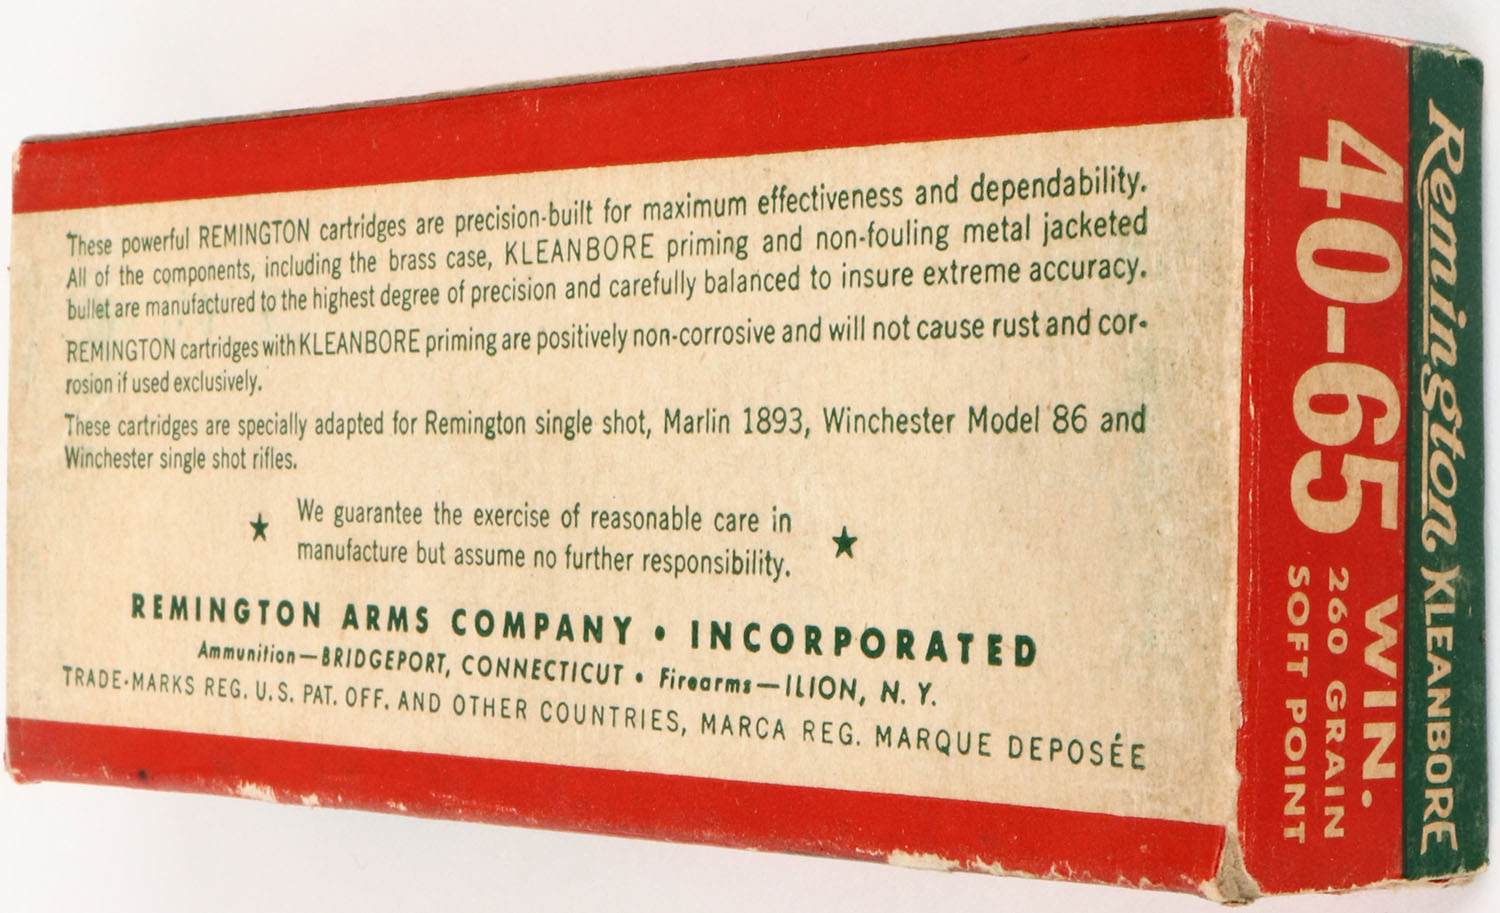 These powerful REMINGTON cartridges are precision-built for maximum effectiveness and dependability.
All of the components, including the brass case, KLEANBORE priming and non-fouling metal jacketed
bullet are manufactured to the highest degree of precision and carefully balanced to insure extreme accuracy.
REMINGTON cartridges with KLEANBORE priming are positively non-corrosive and will not cause rust and cor-
rosion if used exclusively.
These cartridges are specially adapted for Remington single shot, Marlin 1893, Winchester Model 86 and
Winchester single shot rifles.
★ We guarantee the exercise of reasonable care in ★
manufacture but assume no further responsibility.
REMINGTON ARMS COMPANY • INCORPORATED
Ammunition—BRIDGEPORT, CONNECTICUT • Firearms—ILION, N. Y.
TRADE-MARKS REG. U.S. PAT. OFF. AND OTHER COUNTRIES, MARCA REG. MARQUE DEPOSÉE
Remington KLEANBORE
40-65 WIN.
260 GRAIN
SOFT POINT